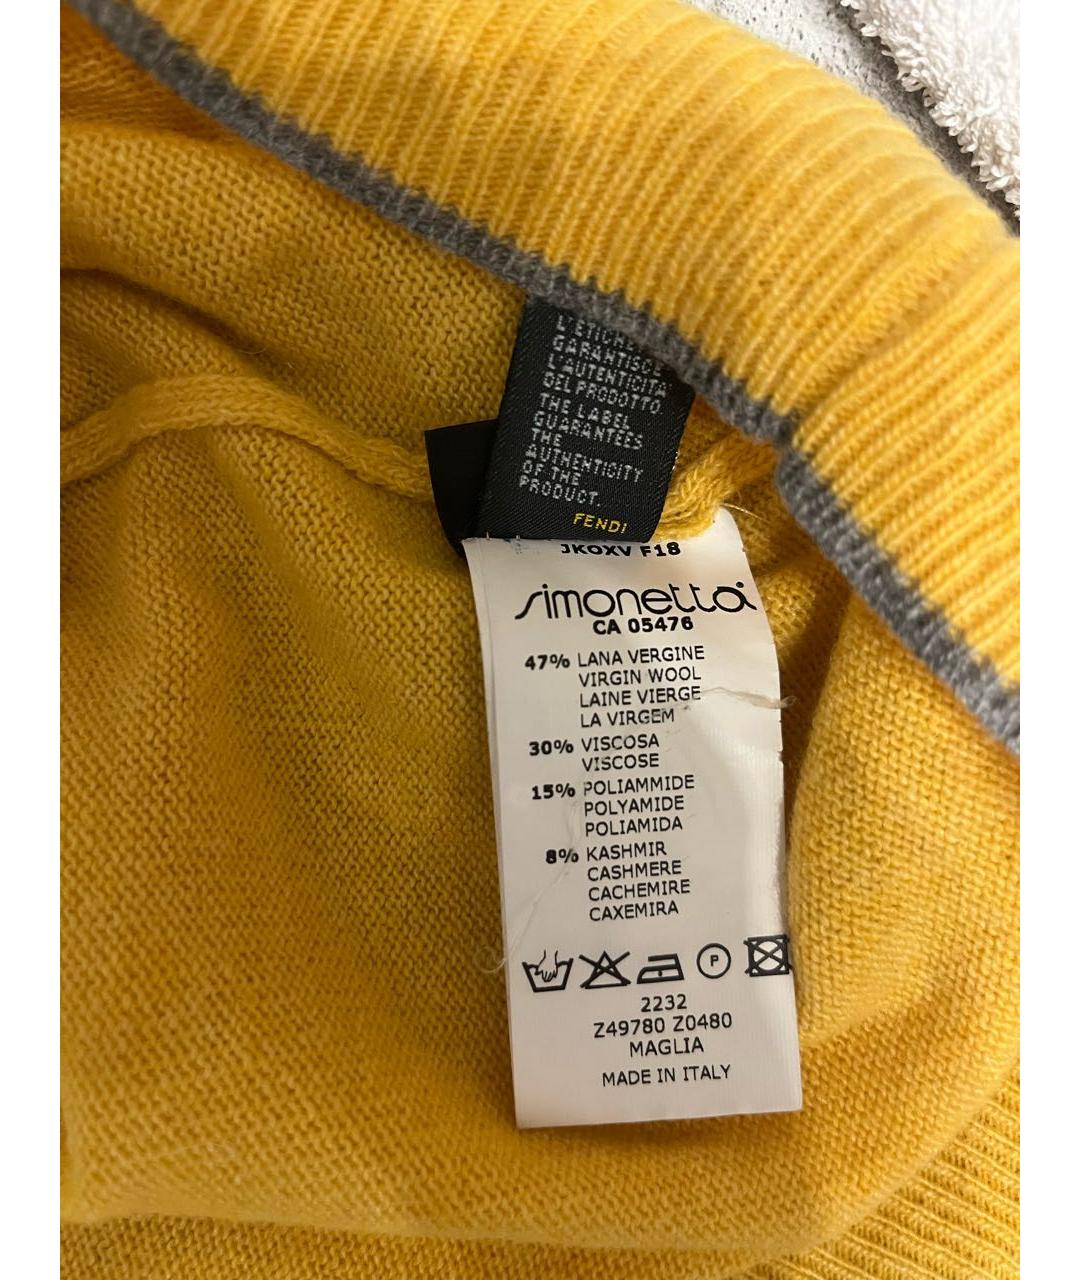 GARANTISCE
L'AUTENTICITA'
DEL PRODOTTO.
THE LABEL
GUARANTEES
THE
AUTHENTICITY
OF THE
PRODUCT.
FENDI
JKOXV F18
simonetta
CA 05476
47% LANA VERGINE
VIRGIN WOOL
LAINE VIERGE
LA VIRGEM
30% VISCOSA
VISCOSE
15% POLIAMMIDE
POLYAMIDE
POLIAMIDA
8% KASHMIR
CASHMERE
CACHEMIRE
CAXEMIRA
P
2232
Z49780 Z0480
MAGLIA
MADE IN ITALY